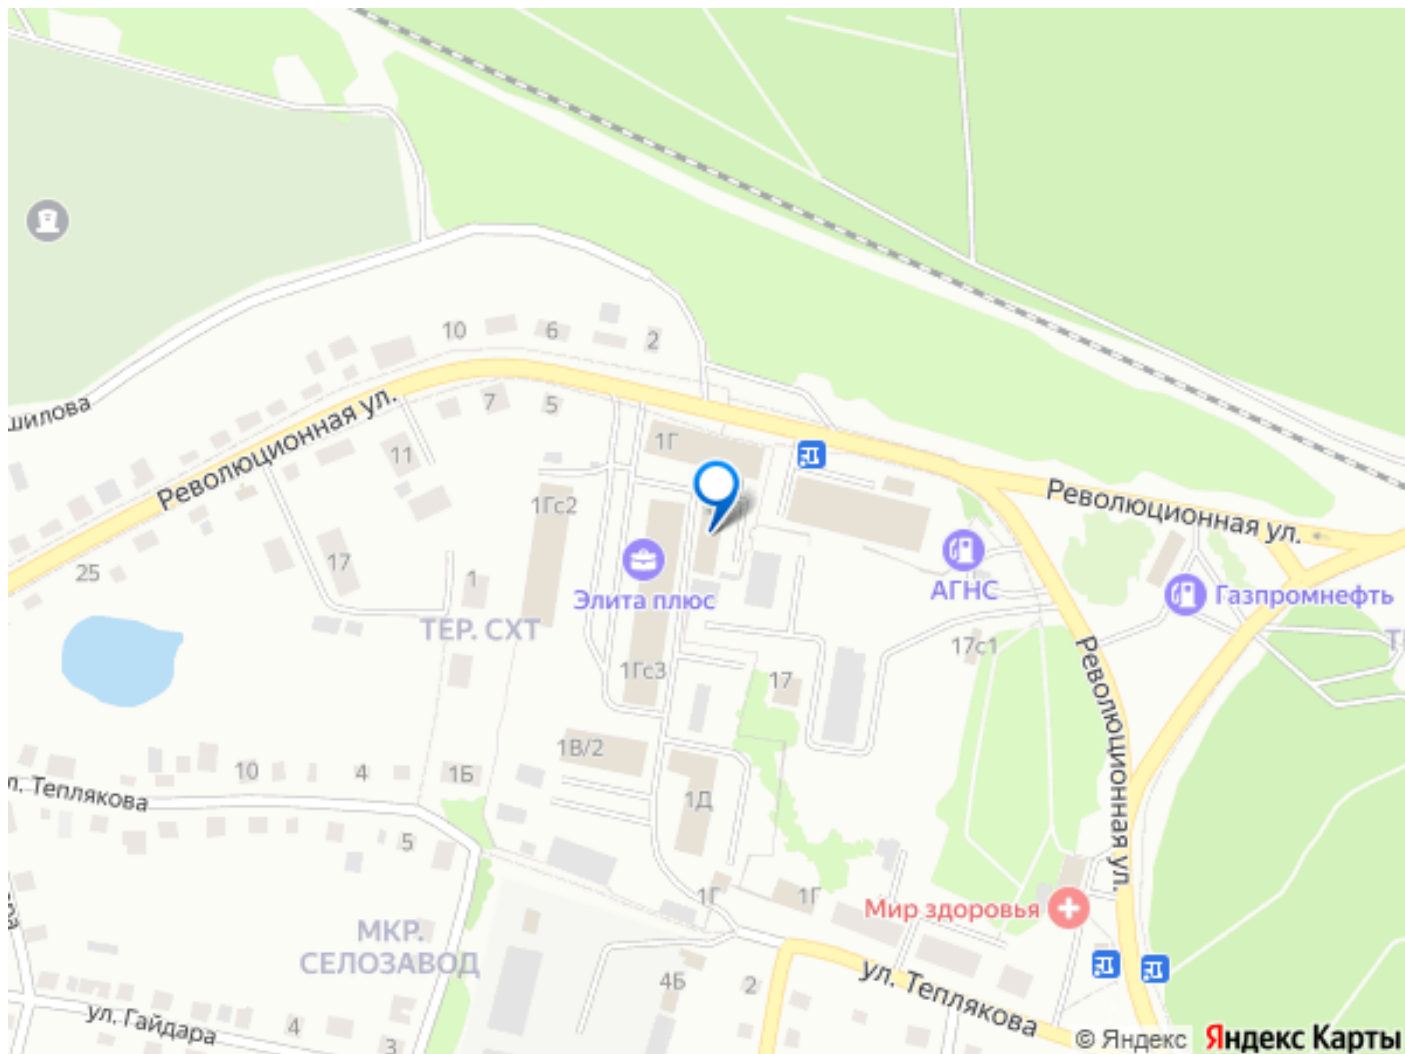 10
6
2
шилова
Революционная ул.
7
5
11
1Г
1Гс2
Революционная ул.
17
25
1
Элита плюс
АГНС
Газпромнефть
ТЕР. СХТ
17с1
1Гс3
17
Революционная ул.
1В/2
10
4
1Б
л. Теплякова
1Д
5
1Г
1Г
Мир здоровья
МКР.
СЕЛОЗАВОД
4Б
2
ул. Теплякова
ул. Гайдара
4
3
© Яндекс
Яндекс Карты